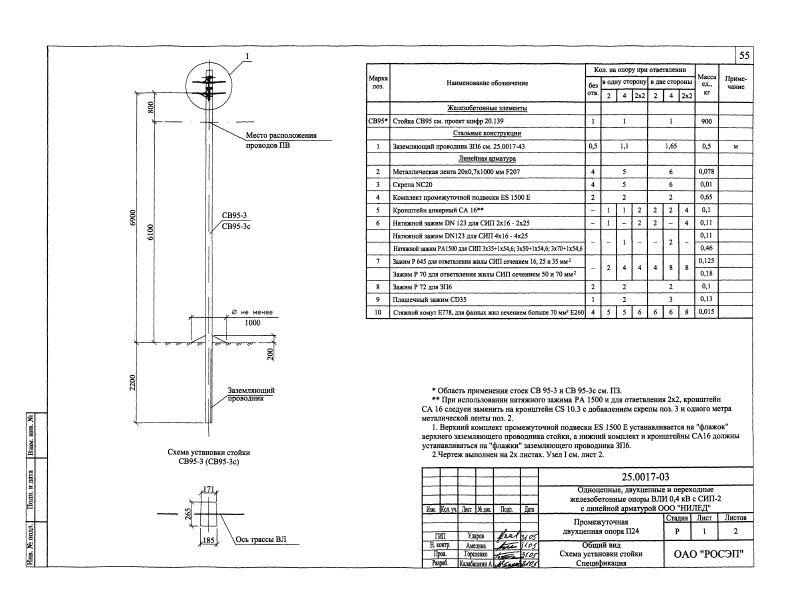 55
I
800
6900
6100
2200
Место расположения
проводов ПВ
СВ95-3
СВ95-3с
Ø не менее
1000
200
Заземляющий
проводник
Схема установки стойки
СВ95-3 (СВ95-3с)
171
265
185
Ось трассы ВЛ
Марка поз. | Наименование обозначение | Кол. на опору при ответвлении | Масса ед., кг | Приме-чание
без отв. | в одну сторону | в две стороны
2 | 4 | 2x2 | 2 | 4 | 2x2
Железобетонные элементы
СВ95* | Стойка СВ95 см. проект шифр 20.139 | 1 | 1 | 1 | 900
Стальные конструкции
1 | Заземляющий проводник ЗП6 см. 25.0017-43 | 0,5 | 1,1 | 1,65 | 0,5 | м
Линейная арматура
2 | Металлическая лента 20х0,7х1000 мм F207 | 4 | 5 | 6 | 0,078
3 | Скрепа NC20 | 4 | 5 | 6 | 0,01
4 | Комплект промежуточной подвески ES 1500 E | 2 | 2 | 2 | 0,65
5 | Кронштейн анкерный СА 16** | – | 1 | 1 | 2 | 2 | 2 | 4 | 0,1
6 | Натяжной зажим DN 123 для СИП 2х16 - 2х25 | – | 1 | – | 2 | 2 | – | 4 | 0,11
Натяжной зажим DN123 для СИП 4х16 - 4х25 | – | – | 1 | – | – | 2 | – | 0,11
Натяжной зажим РА1500 для СИП 3х35+1х54,6; 3х50+1х54,6; 3х70+1х54,6 | 0,46
7 | Зажим Р 645 для ответвления жилы СИП сечением 16, 25 и 35 мм² | – | 2 | 4 | 4 | 4 | 8 | 8 | 0,125
Зажим Р 70 для ответвления жилы СИП сечением 50 и 70 мм² | 0,18
8 | Зажим Р 72 для ЗП6 | 2 | 2 | 2 | 0,1
9 | Плашечный зажим CD35 | 1 | 2 | 3 | 0,13
10 | Стяжной хомут Е778, для фазных жил сечением больше 70 мм² Е260 | 4 | 5 | 5 | 6 | 6 | 6 | 8 | 0,015
* Область применения стоек СВ 95-3 и СВ 95-3с см. ПЗ.
** При использовании натяжного зажима РА 1500 и для ответвления 2х2, кронштейн
СА 16 следуеи заменить на кронштейн CS 10.3 с добавлением скрепы поз. 3 и одного метра
металической ленты поз. 2.
1. Верхний комплект промежуточной подвески ES 1500 E устанавливается на "флажок"
верхнего заземляющего проводника стойки, а нижний комплект и кронштейны СА16 должны
устанавливаться на "флажки" заземляющего проводника ЗП6.
2.Чертеж выполнен на 2х листах. Узел I см. лист 2.
25.0017-03
Одноцепные, двухцепные и переходные
железобетонные опоры ВЛИ 0,4 кВ с СИП-2
с линейной арматурой ООО "НИЛЕД"
Изм. Кол.уч. Лист № док. Подп. Дата
Промежуточная
двухцепная опора П24
Стадия Лист Листов
Р 1 2
ГИП Ударов 31.05
Н. контр. Амелина 31.05
Пров. Гореленко 31.05
Разраб. Калабашкин А. 31.05
Общий вид
Схема установки стойки
Спецификация
ОАО "РОСЭП"
Взам. инв. №
Подп. и дата
Инв. № подл.